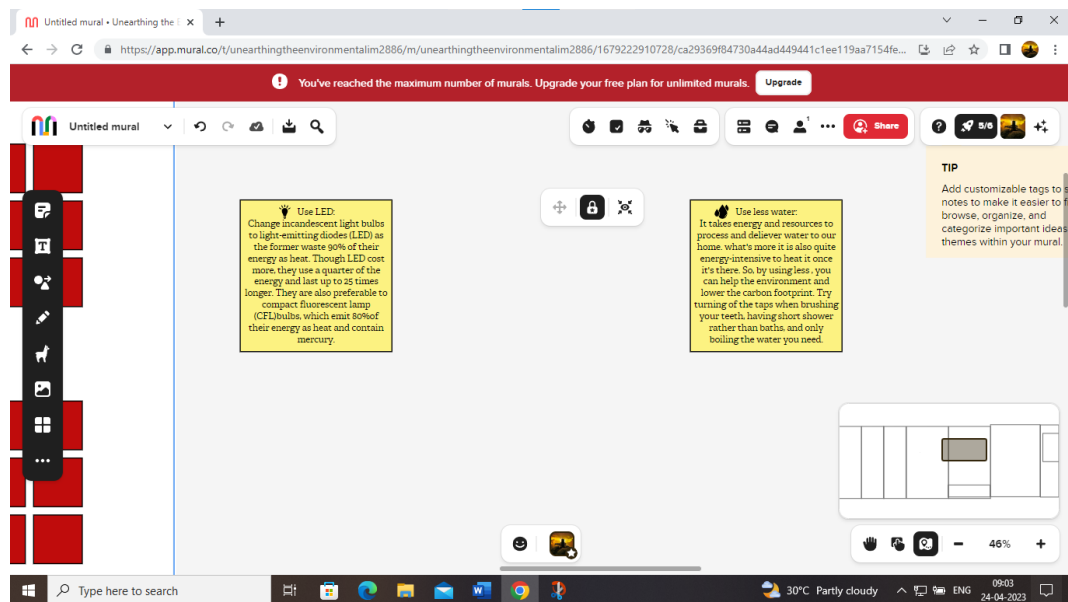 Untitled mural • Unearthing the
https://app.mural.co/t/unearthingtheenvironmentalim2886/m/unearthingtheenvironmentalim2886/1679222910728/ca29369f84730a44ad449441c1ee119aa7154fe...
You've reached the maximum number of murals. Upgrade your free plan for unlimited murals.
Upgrade
Untitled mural
1
Share
5/6
TIP
Add customizable tags to s
notes to make it easier to f
browse, organize, and
categorize important ideas
themes within your mural.
Use LED:
Change incandescent light bulbs
to light-emitting diodes (LED) as
the former waste 90% of their
energy as heat. Though LED cost
more, they use a quarter of the
energy and last up to 25 times
longer. They are also preferable to
compact fluorescent lamp
(CFL)bulbs, which emit 80%of
their energy as heat and contain
mercury.
Use less water:
It takes energy and resources to
process and deliever water to our
home, what's more it is also quite
energy-intensive to heat it once
it's there. So, by using less , you
can help the environment and
lower the carbon footprint. Try
turning of the taps when brushing
your teeth, having short shower
rather than baths, and only
boiling the water you need.
46%
Type here to search
30°C Partly cloudy
ENG
09:03
24-04-2023